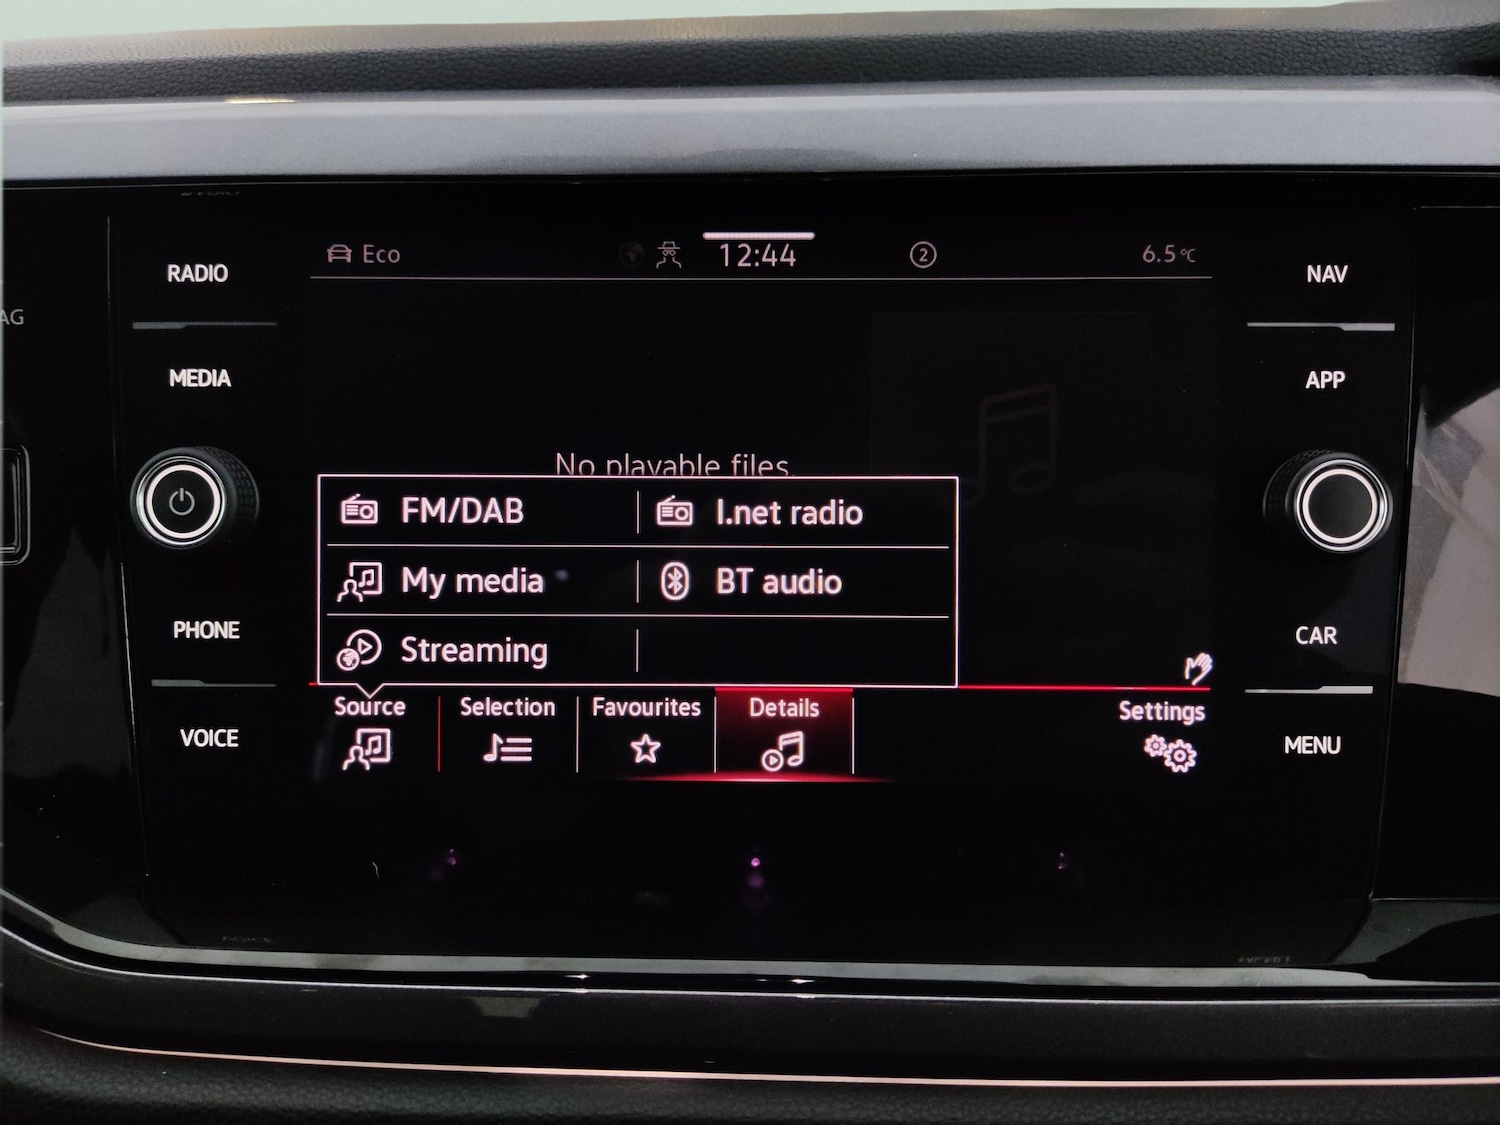 Eco
12:44
2
6.5°C
RADIO
NAV
AG
MEDIA
APP
No playable files.
FM/DAB
I.net radio
My media
BT audio
Streaming
PHONE
CAR
VOICE
MENU
Source
Selection
Favourites
Details
Settings